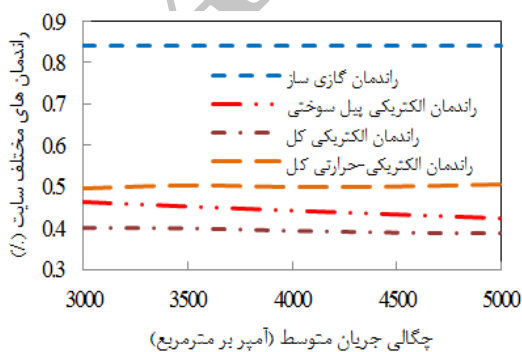 راندمان های مختلف سایت (٪)
0.9
0.8
0.7
0.6
0.5
0.4
0.3
راندمان گازی ساز
راندمان الکتریکی پیل سوختی
راندمان الکتریکی کل
راندمان الکتریکی-حرارتی کل
3000 3500 4000 4500 5000
چگالی جریان متوسط (آمپر بر مترمربع)